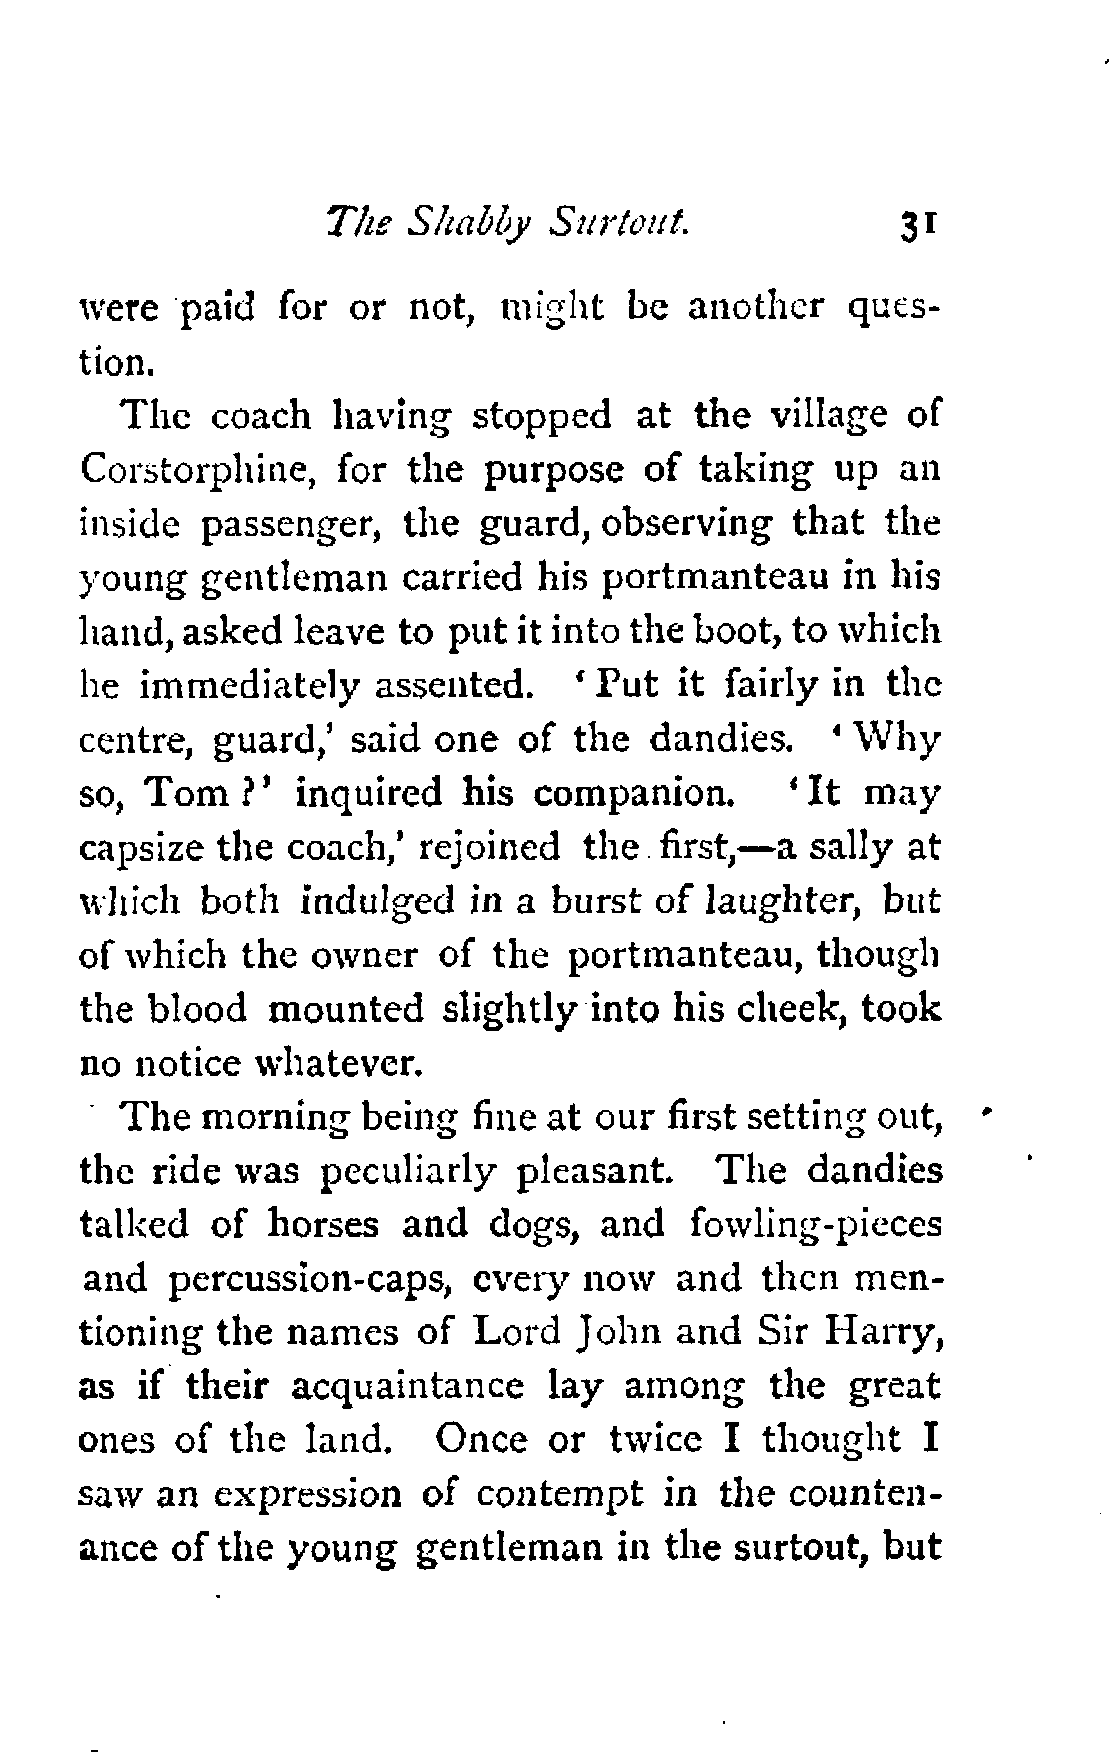 The Shabby Surtout. 31
were paid for or not, might be another ques-
tion.
The coach having stopped at the village of
Corstorphine, for the purpose of taking up an
inside passenger, the guard, observing that the
young gentleman carried his portmanteau in his
hand, asked leave to put it into the boot, to which
he immediately assented. ‘Put it fairly in the
centre, guard,’ said one of the dandies. ‘Why
so, Tom?’ inquired his companion. ‘It may
capsize the coach,’ rejoined the first,—a sally at
which both indulged in a burst of laughter, but
of which the owner of the portmanteau, though
the blood mounted slightly into his cheek, took
no notice whatever.
The morning being fine at our first setting out,
the ride was peculiarly pleasant. The dandies
talked of horses and dogs, and fowling-pieces
and percussion-caps, every now and then men-
tioning the names of Lord John and Sir Harry,
as if their acquaintance lay among the great
ones of the land. Once or twice I thought I
saw an expression of contempt in the counten-
ance of the young gentleman in the surtout, but